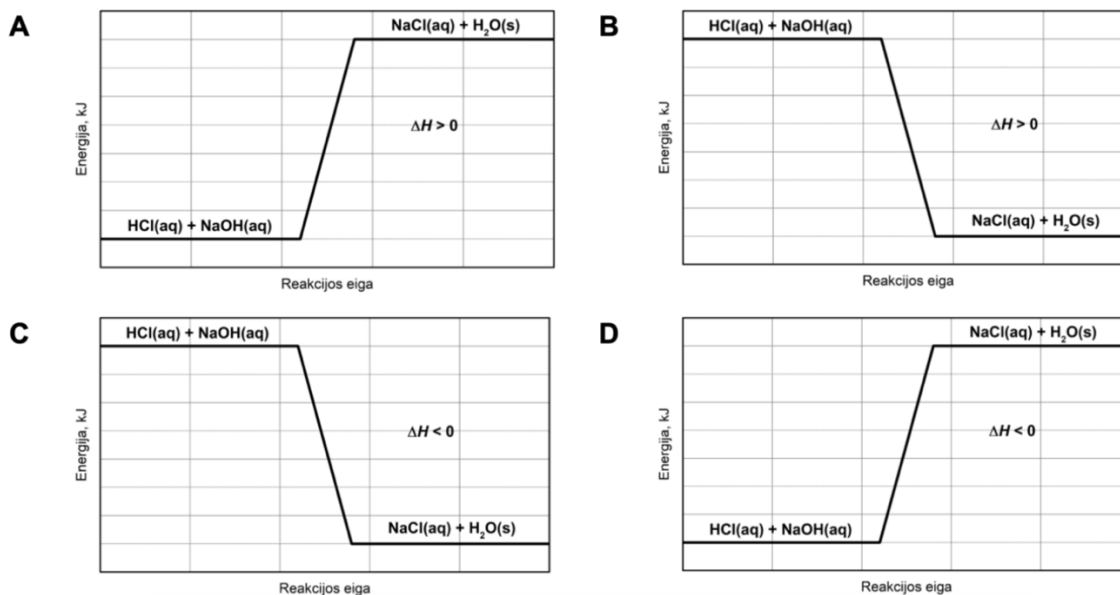 A
NaCl(aq) + H₂O(s)
Energija, kJ
ΔH > 0
HCl(aq) + NaOH(aq)
Reakcijos eiga
B
HCl(aq) + NaOH(aq)
Energija, kJ
ΔH > 0
NaCl(aq) + H₂O(s)
Reakcijos eiga
C
HCl(aq) + NaOH(aq)
Energija, kJ
ΔH < 0
NaCl(aq) + H₂O(s)
Reakcijos eiga
D
NaCl(aq) + H₂O(s)
Energija, kJ
ΔH < 0
HCl(aq) + NaOH(aq)
Reakcijos eiga